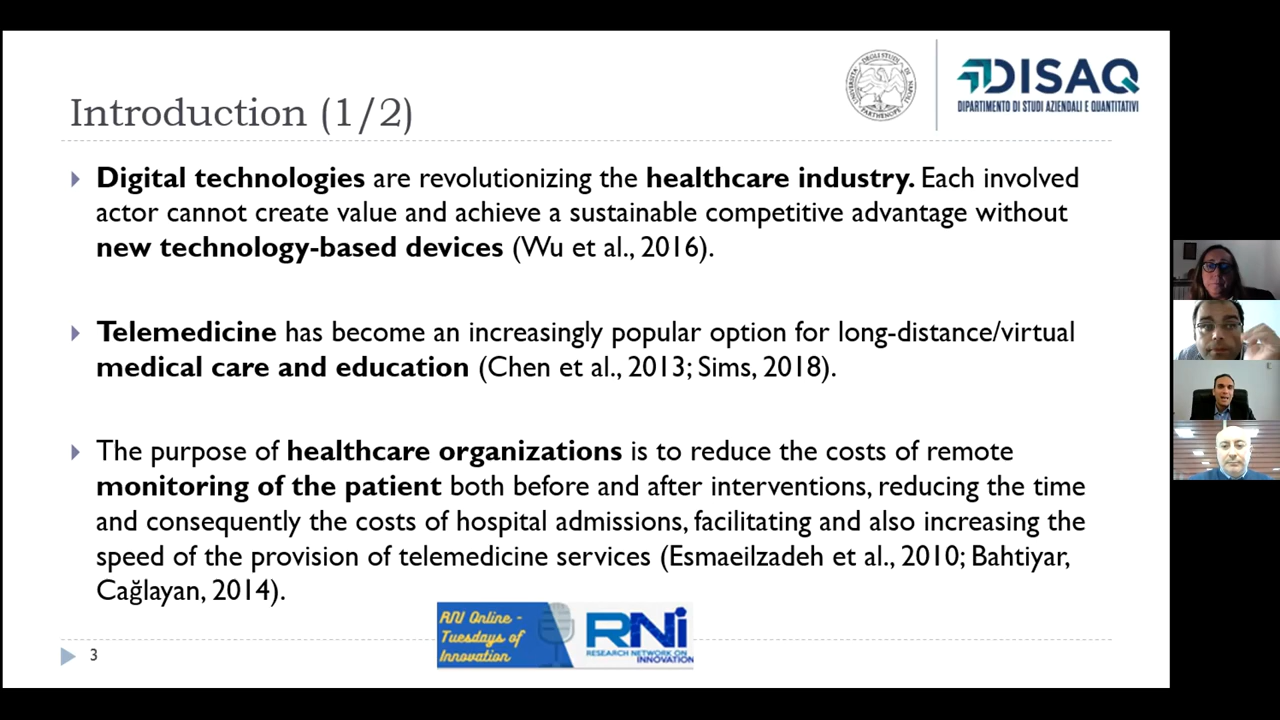 Introduction (1/2)
DISAQ
DIPARTIMENTO DI STUDI AZIENDALI E QUANTITATIVI
Digital technologies are revolutionizing the healthcare industry. Each involved
actor cannot create value and achieve a sustainable competitive advantage without
new technology-based devices (Wu et al., 2016).
Telemedicine has become an increasingly popular option for long-distance/virtual
medical care and education (Chen et al., 2013; Sims, 2018).
The purpose of healthcare organizations is to reduce the costs of remote
monitoring of the patient both before and after interventions, reducing the time
and consequently the costs of hospital admissions, facilitating and also increasing the
speed of the provision of telemedicine services (Esmaeilzadeh et al., 2010; Bahtiyar,
Cağlayan, 2014).
RNI Online -
Tuesdays of
Innovation
RNi
RESEARCH NETWORK ON
INNOVATION
3